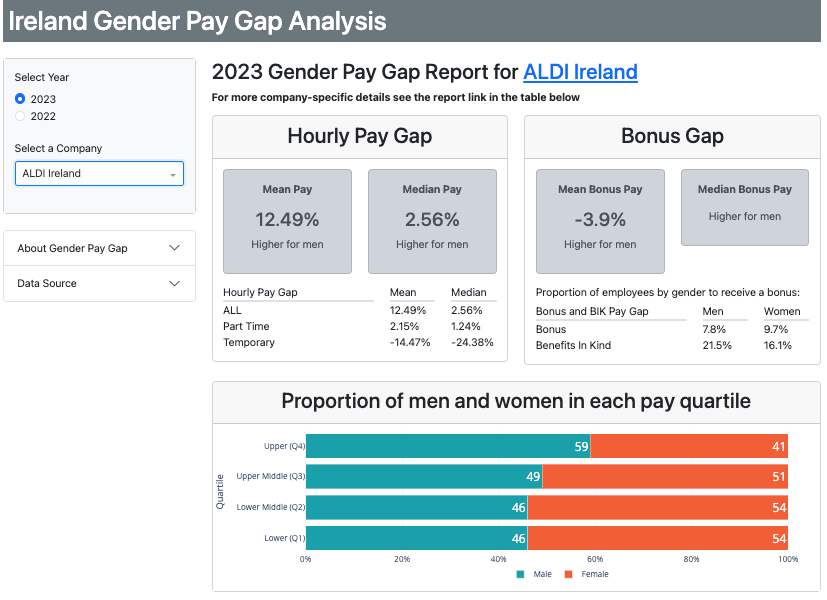 Ireland Gender Pay Gap Analysis
Select Year
2023
2022
Select a Company
ALDI Ireland
About Gender Pay Gap
Data Source
2023 Gender Pay Gap Report for ALDI Ireland
For more company-specific details see the report link in the table below
Hourly Pay Gap
Mean Pay
12.49%
Higher for men
Median Pay
2.56%
Higher for men
Hourly Pay Gap Mean Median
ALL 12.49% 2.56%
Part Time 2.15% 1.24%
Temporary -14.47% -24.38%
Bonus Gap
Mean Bonus Pay
-3.9%
Higher for men
Median Bonus Pay
Higher for men
Proportion of employees by gender to receive a bonus:
Bonus and BIK Pay Gap Men Women
Bonus 7.8% 9.7%
Benefits In Kind 21.5% 16.1%
Proportion of men and women in each pay quartile
Quartile
Upper (Q4) 59 41
Upper Middle (Q3) 49 51
Lower Middle (Q2) 46 54
Lower (Q1) 46 54
0% 20% 40% 60% 80% 100%
Male Female